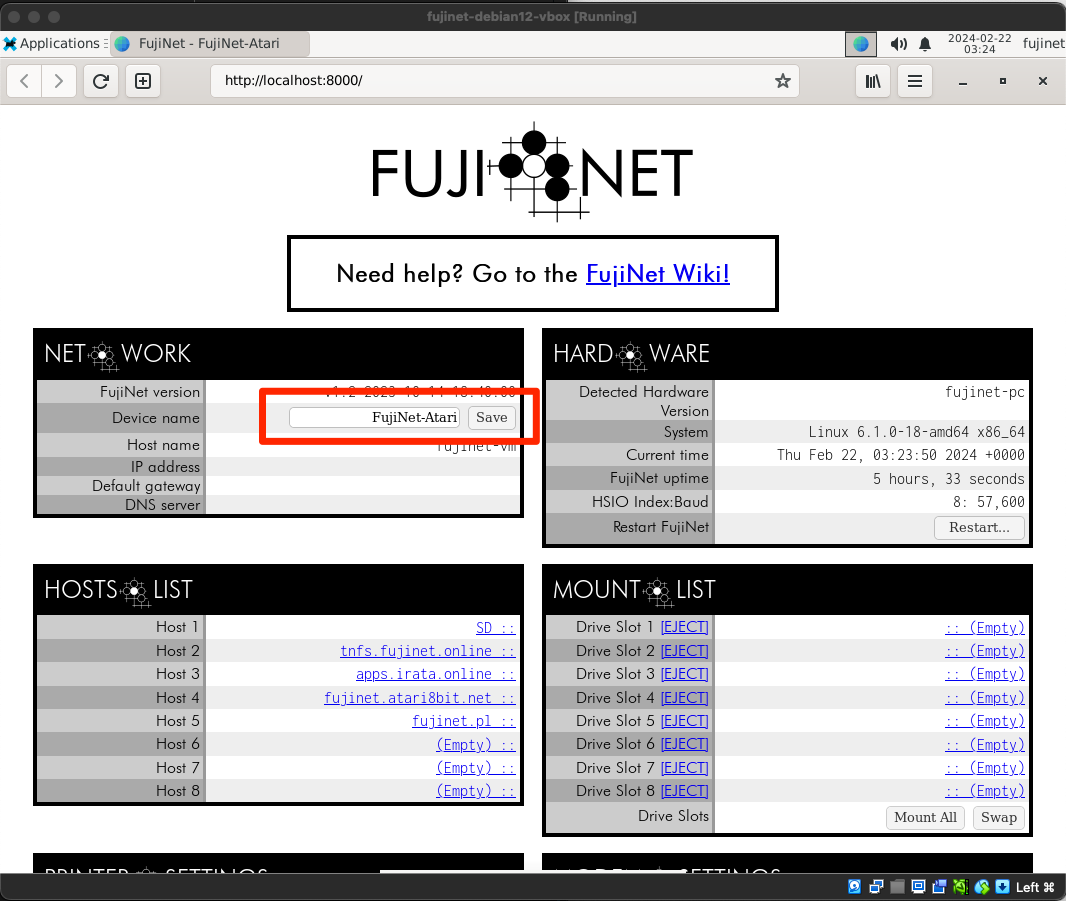 fujinet-debian12-vbox [Running]
Applications
FujiNet - FujiNet-Atari
2024-02-22
03:24
fujinet
http://localhost:8000/
FUJI NET
Need help? Go to the FujiNet Wiki!
NET WORK
FujiNet version
Device name FujiNet-Atari Save
Host name fujinet-vm
IP address
Default gateway
DNS server
HARD WARE
Detected Hardware Version fujinet-pc
System Linux 6.1.0-18-amd64 x86_64
Current time Thu Feb 22, 03:23:50 2024 +0000
FujiNet uptime 5 hours, 33 seconds
HSIO Index:Baud 8: 57,600
Restart FujiNet Restart...
HOSTS LIST
Host 1 SD ::
Host 2 tnfs.fujinet.online ::
Host 3 apps.irata.online ::
Host 4 fujinet.atari8bit.net ::
Host 5 fujinet.pl ::
Host 6 (Empty) ::
Host 7 (Empty) ::
Host 8 (Empty) ::
MOUNT LIST
Drive Slot 1 [EJECT] :: (Empty)
Drive Slot 2 [EJECT] :: (Empty)
Drive Slot 3 [EJECT] :: (Empty)
Drive Slot 4 [EJECT] :: (Empty)
Drive Slot 5 [EJECT] :: (Empty)
Drive Slot 6 [EJECT] :: (Empty)
Drive Slot 7 [EJECT] :: (Empty)
Drive Slot 8 [EJECT] :: (Empty)
Drive Slots Mount All Swap
PRINTER SETTINGS
SETTINGS
Left ⌘